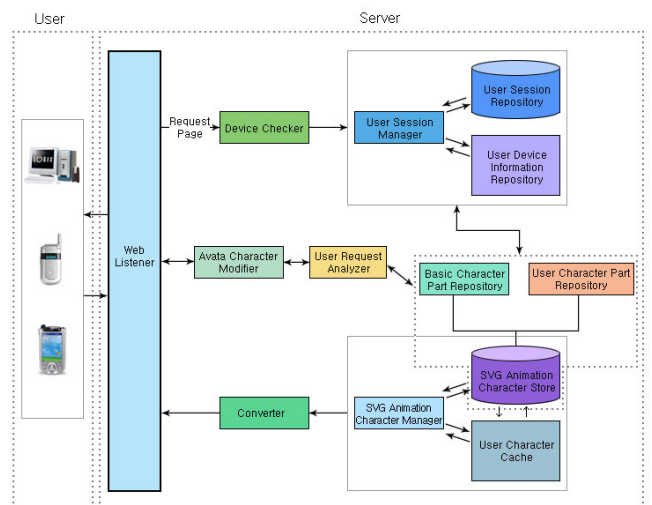 User
Server
Request
Page
Device Checker
User Session
Manager
User Session
Repository
User Device
Information
Repository
Web
Listener
Avata Character
Modifier
User Request
Analyzer
Basic Character
Part Repository
User Character Part
Repository
SVG Animation
Character Store
Converter
SVG Animation
Character Manager
User Character
Cache